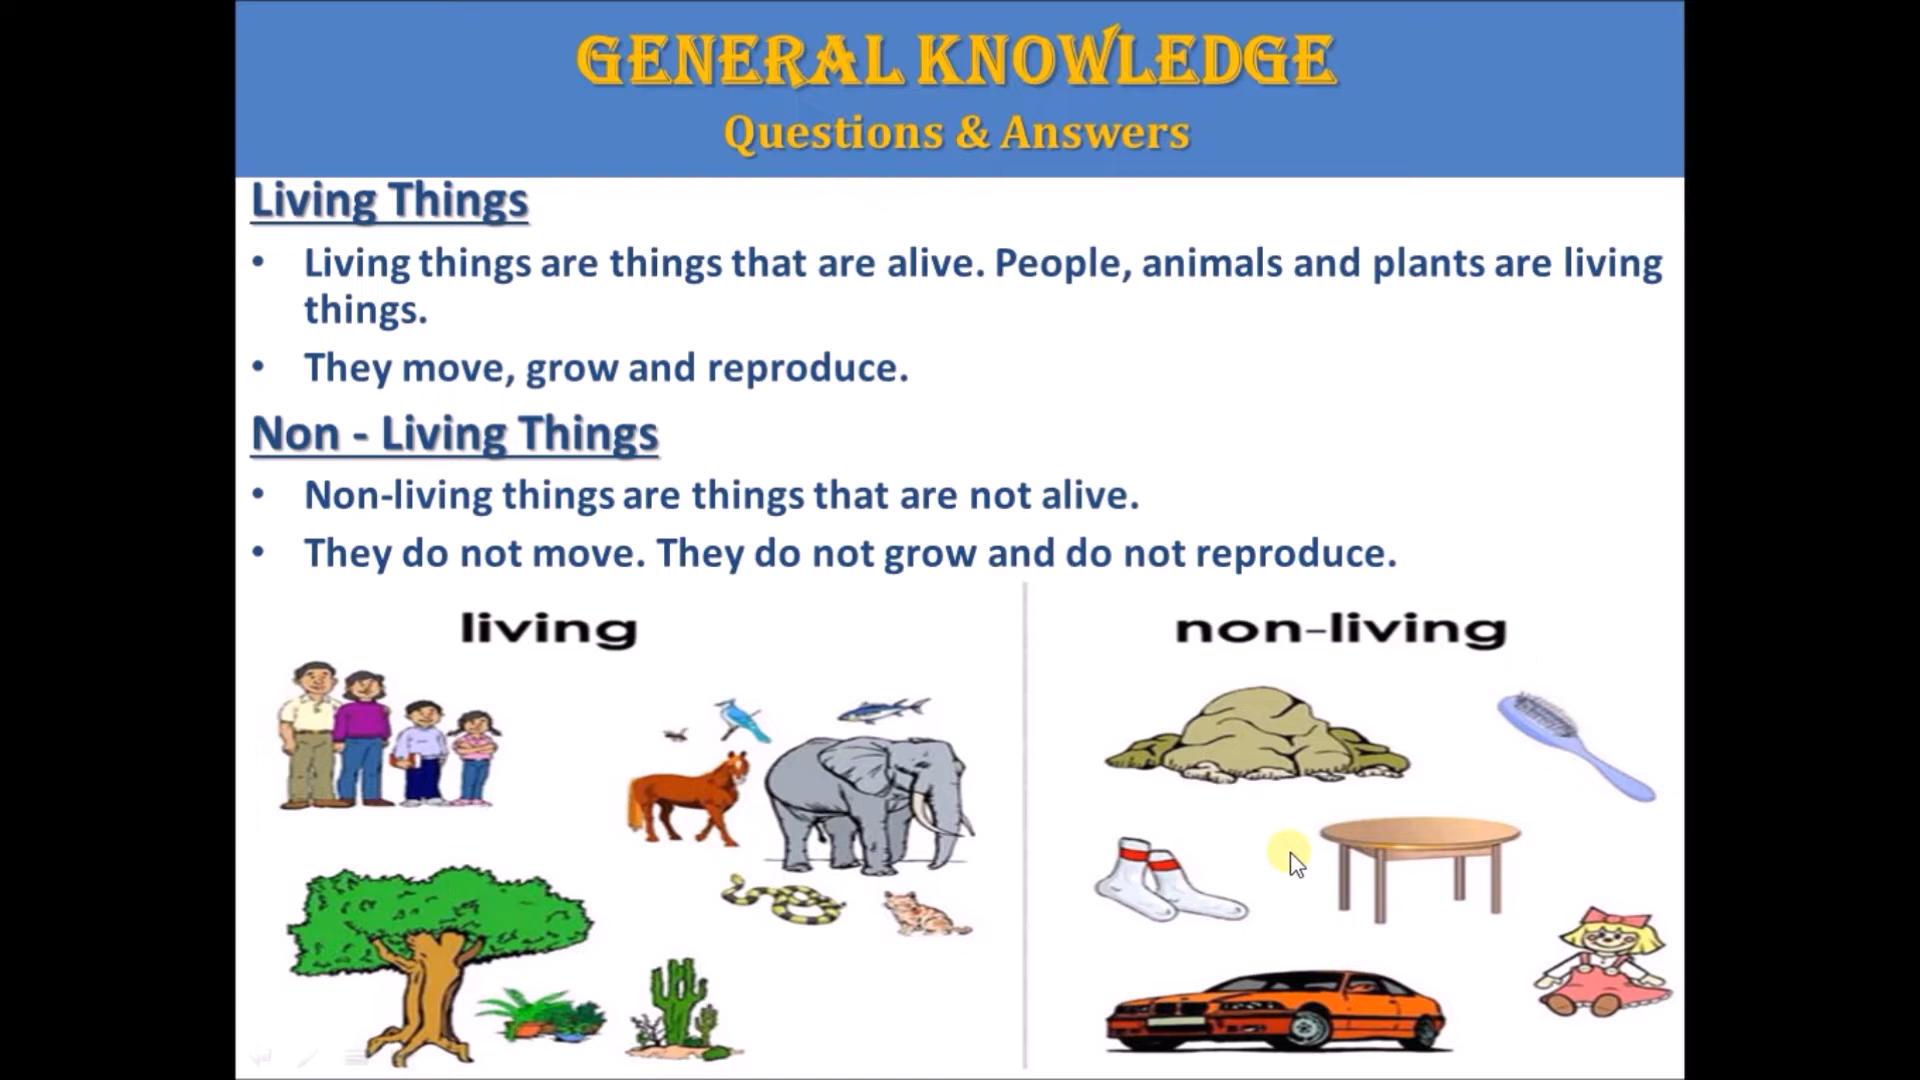 GENERAL KNOWLEDGE
Questions & Answers
Living Things
• Living things are things that are alive. People, animals and plants are living
things.
• They move, grow and reproduce.
Non - Living Things
• Non-living things are things that are not alive.
• They do not move. They do not grow and do not reproduce.
living
non-living